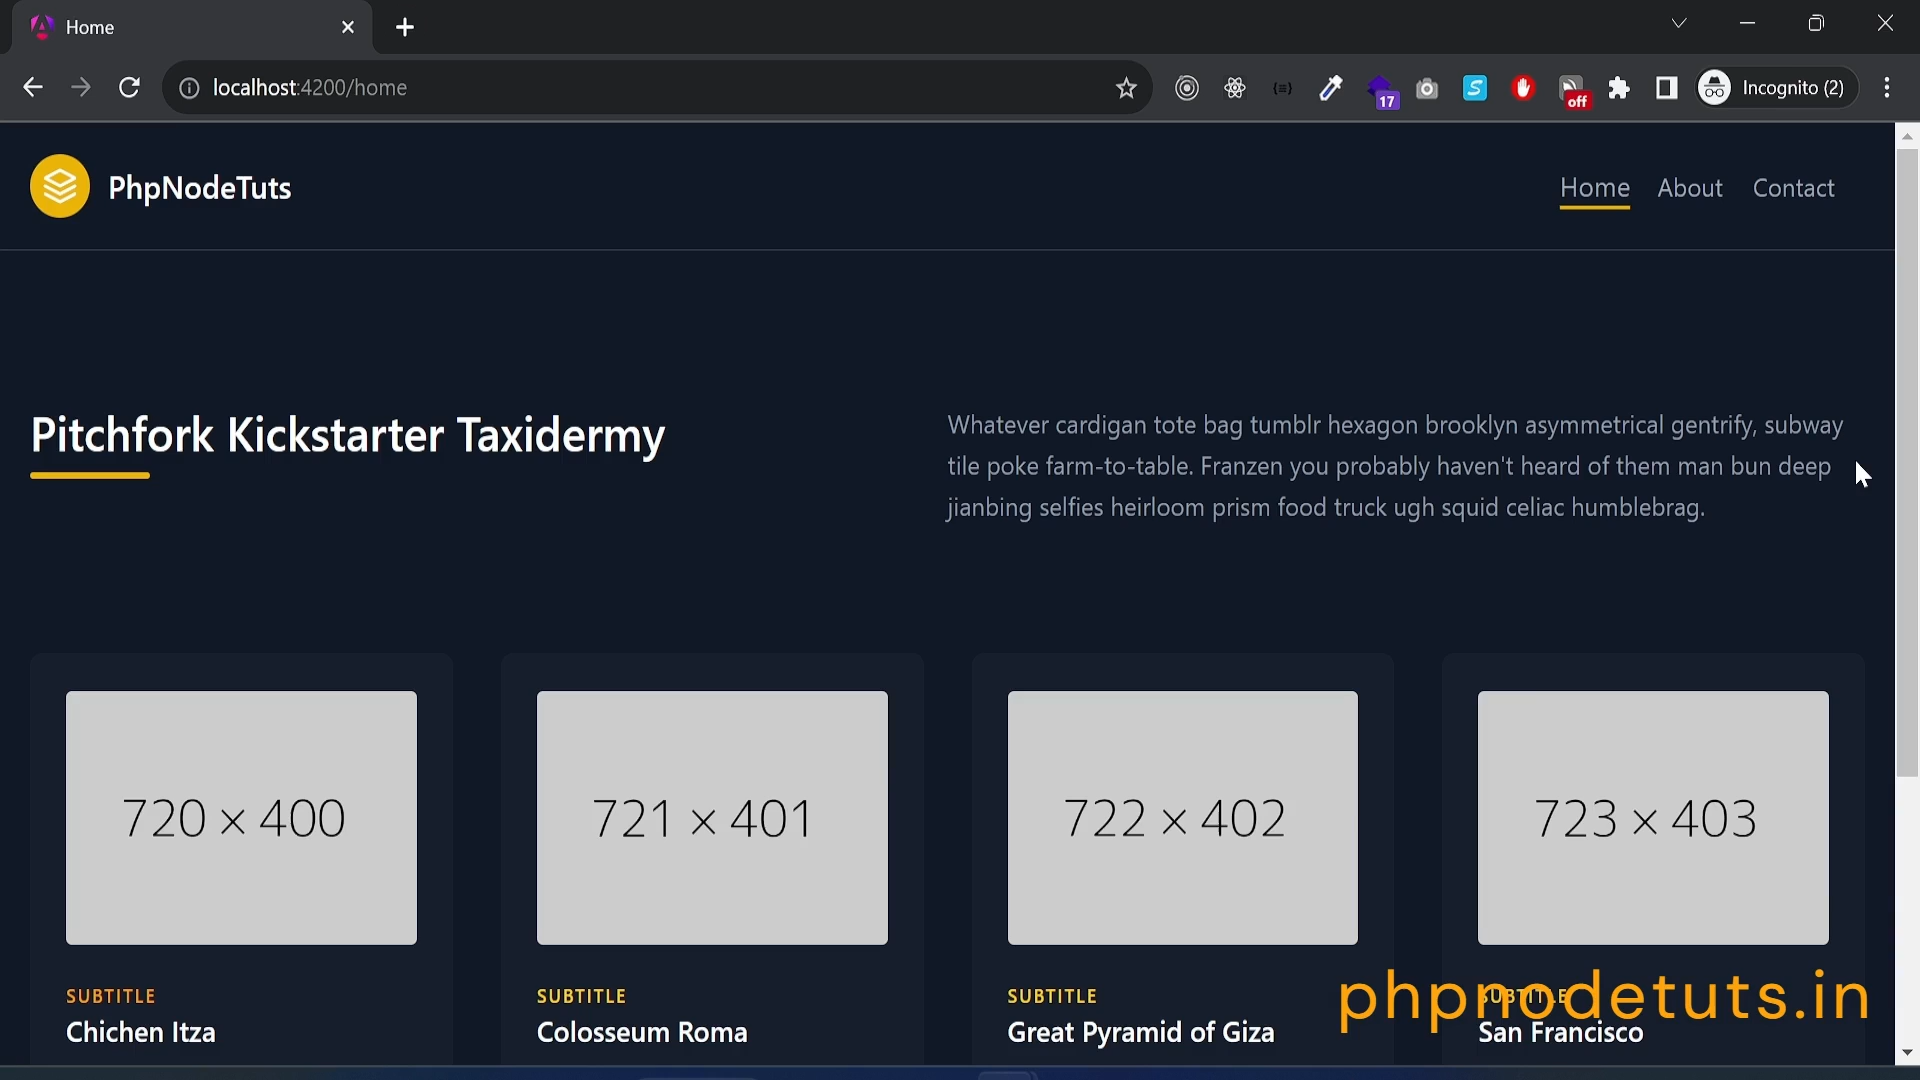 Home
localhost:4200/home
17
off
Incognito (2)
PhpNodeTuts
Home About Contact
Pitchfork Kickstarter Taxidermy
Whatever cardigan tote bag tumblr hexagon brooklyn asymmetrical gentrify, subway
tile poke farm-to-table. Franzen you probably haven't heard of them man bun deep
jianbing selfies heirloom prism food truck ugh squid celiac humblebrag.
720 × 400
721 × 401
722 × 402
723 × 403
SUBTITLE
Chichen Itza
SUBTITLE
Colosseum Roma
SUBTITLE
Great Pyramid of Giza
SUBTITLE
San Francisco
phpnodetuts.in